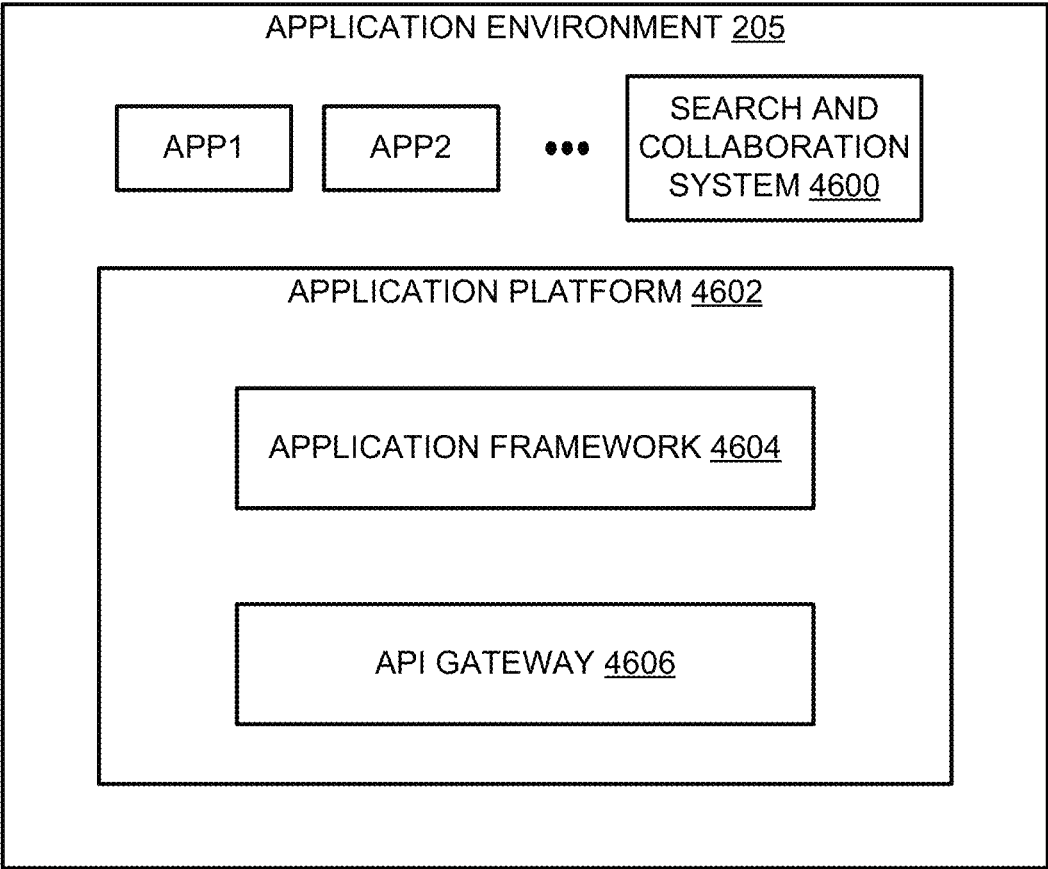 APPLICATION ENVIRONMENT 205
APP1
APP2
•••
SEARCH AND
COLLABORATION
SYSTEM 4600
APPLICATION PLATFORM 4602
APPLICATION FRAMEWORK 4604
API GATEWAY 4606